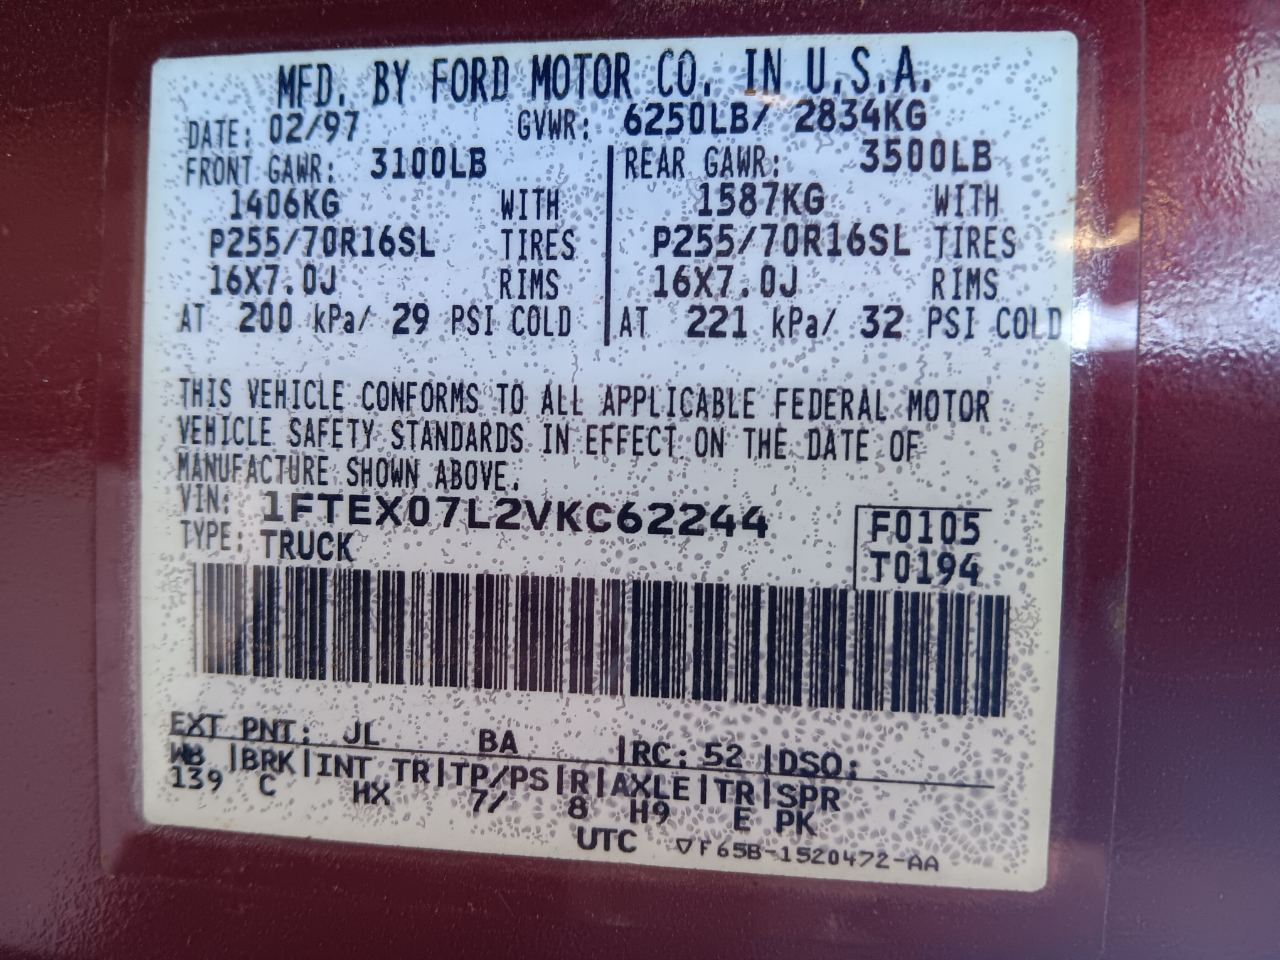 MFD. BY FORD MOTOR CO. IN U.S.A.
DATE: 02/97 GVWR: 6250LB/ 2834KG
FRONT GAWR: 3100LB REAR GAWR: 3500LB
1406KG WITH 1587KG WITH
P255/70R16SL TIRES P255/70R16SL TIRES
16X7.0J RIMS 16X7.0J RIMS
AT 200 kPa/ 29 PSI COLD AT 221 kPa/ 32 PSI COLD
THIS VEHICLE CONFORMS TO ALL APPLICABLE FEDERAL MOTOR
VEHICLE SAFETY STANDARDS IN EFFECT ON THE DATE OF
MANUFACTURE SHOWN ABOVE.
VIN: 1FTEX07L2VKC62244 F0105
TYPE: TRUCK T0194
EXT PNT: JL BA RC: 52 DSO:
WB BRK INT TR TP/PS R AXLE TR SPR
139 C HX 7/ 8 H9 E PK
UTC ▽F65B-1520472-AA